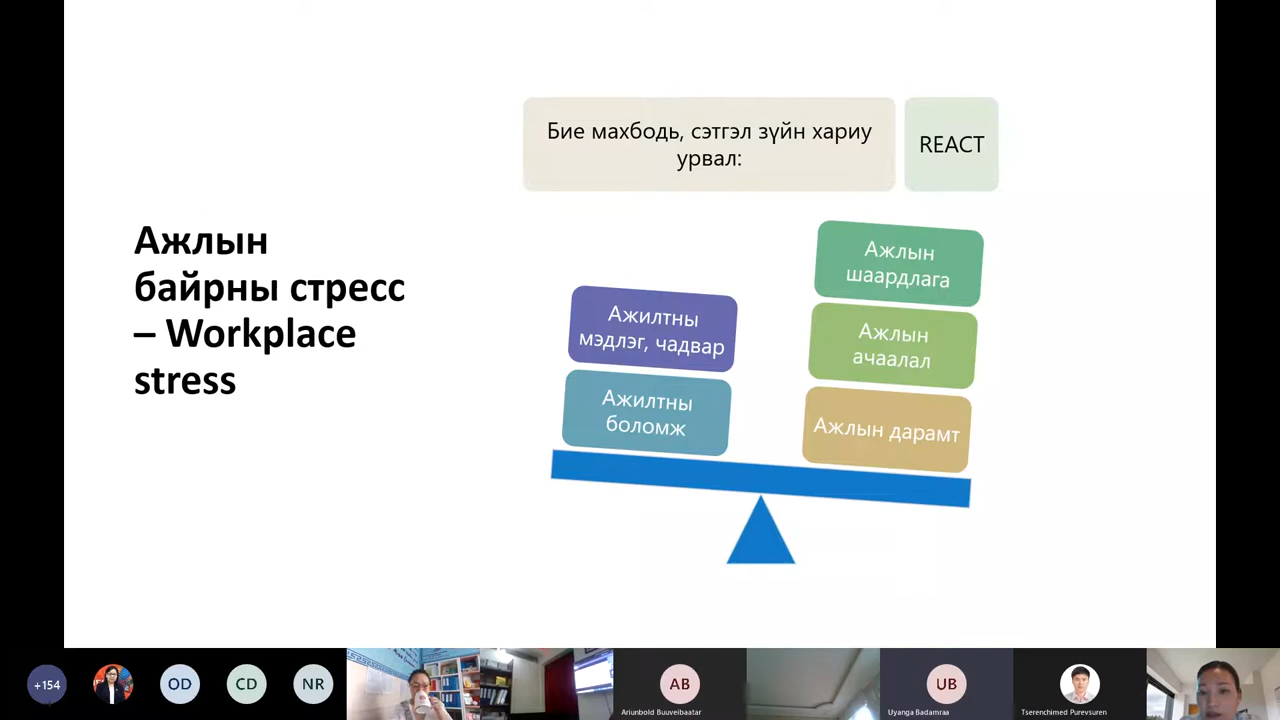 Бие махбодь, сэтгэл зүйн хариу
урвал:
REACT
Ажлын
байрны стресс
– Workplace
stress
Ажилтны
мэдлэг, чадвар
Ажилтны
боломж
Ажлын
шаардлага
Ажлын
ачаалал
Ажлын дарамт
+154
OD
CD
NR
AB
Ariunbold Buuveibaatar
UB
Uyanga Badamraa
Tserenchimed Purevsuren